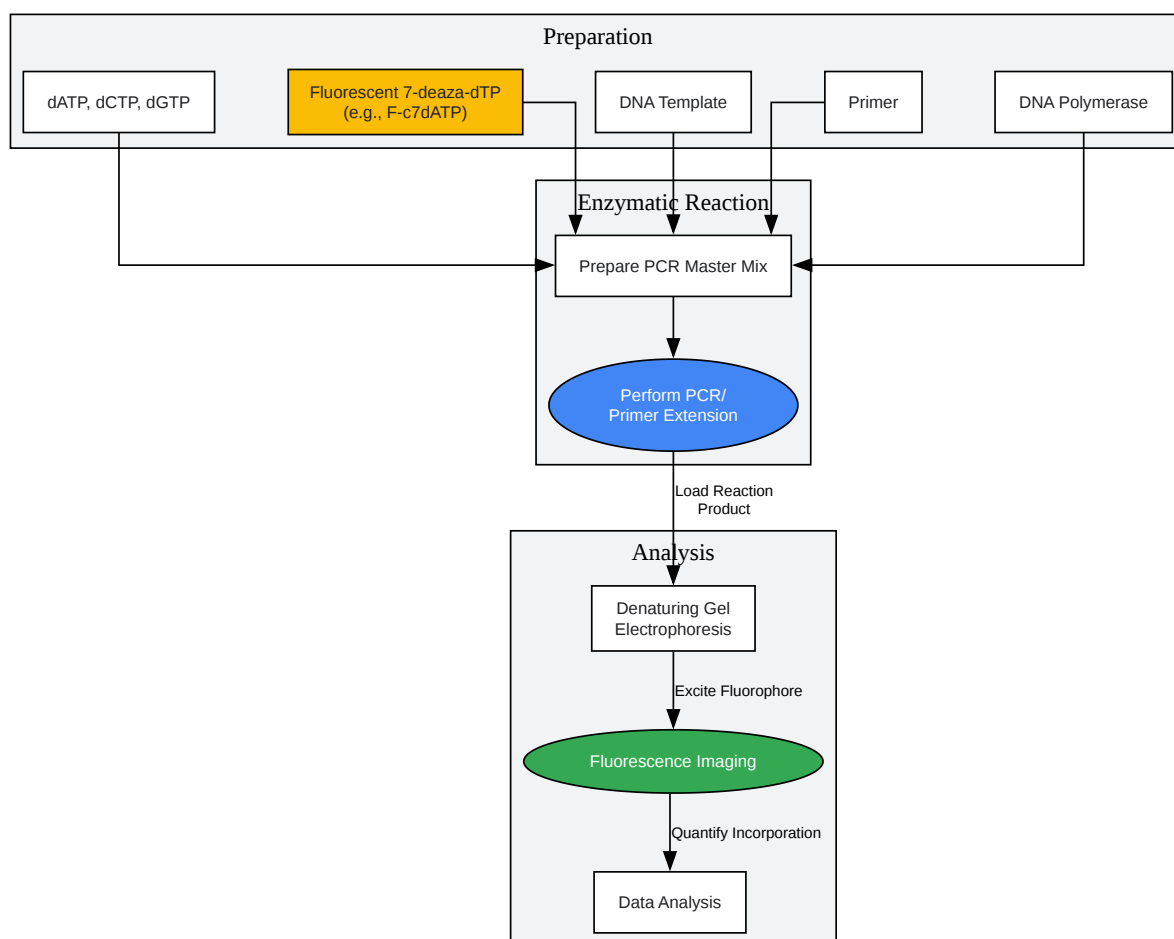 Preparation
dATP, dCTP, dGTP
Fluorescent 7-deaza-dTP
(e.g., F-c7dATP)
DNA Template
Primer
DNA Polymerase
Enzymatic Reaction
Prepare PCR Master Mix
Perform PCR/
Primer Extension
Load Reaction
Product
Analysis
Denaturing Gel
Electrophoresis
Excite Fluorophore
Fluorescence Imaging
Quantify Incorporation
Data Analysis